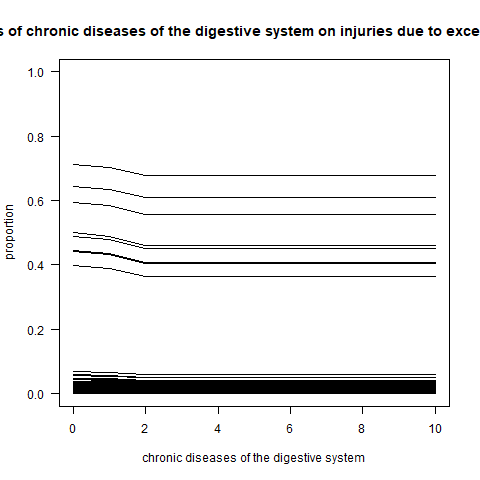 s of chronic diseases of the digestive system on injuries due to exce
proportion
1.0
0.8
0.6
0.4
0.2
0.0
0 2 4 6 8 10
chronic diseases of the digestive system